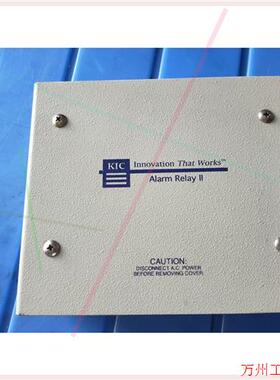 KTC Innovation That Works™
Alarm Relay II
CAUTION:
DISCONNECT A.C. POWER
BEFORE REMOVING COVER.
万州工